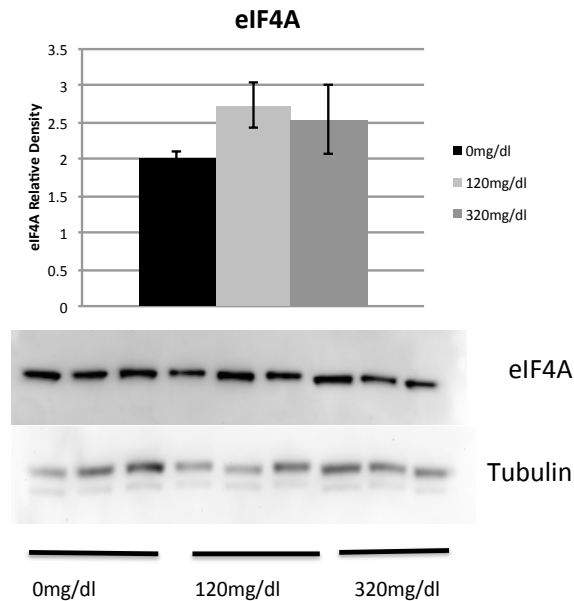 eIF4A
3.5
3
2.5
2
1.5
1
0.5
0
eIF4A Relative Density
0mg/dl
120mg/dl
320mg/dl
eIF4A
Tubulin
0mg/dl 120mg/dl 320mg/dl